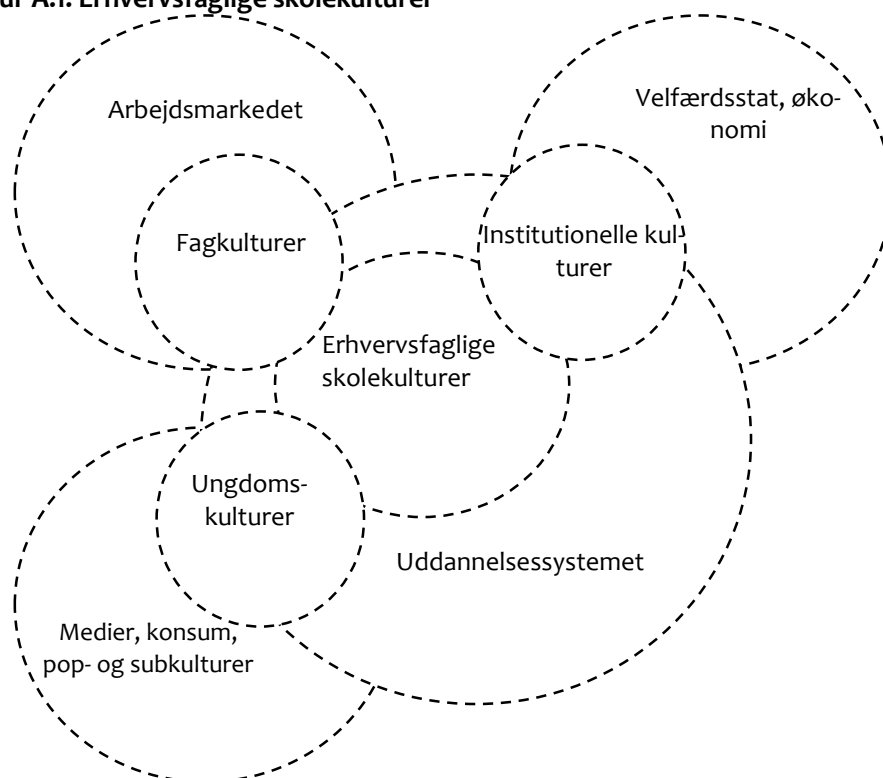 A.1. Erhvervsfaglige skolekulturer
Arbejdsmarkedet
Velfærdsstat, øko-
nomi
Fagkulturer
Institutionelle kul-
turer
Erhvervsfaglige
skolekulturer
Ungdoms-
kulturer
Uddannelsessystemet
Medier, konsum,
pop- og subkulturer